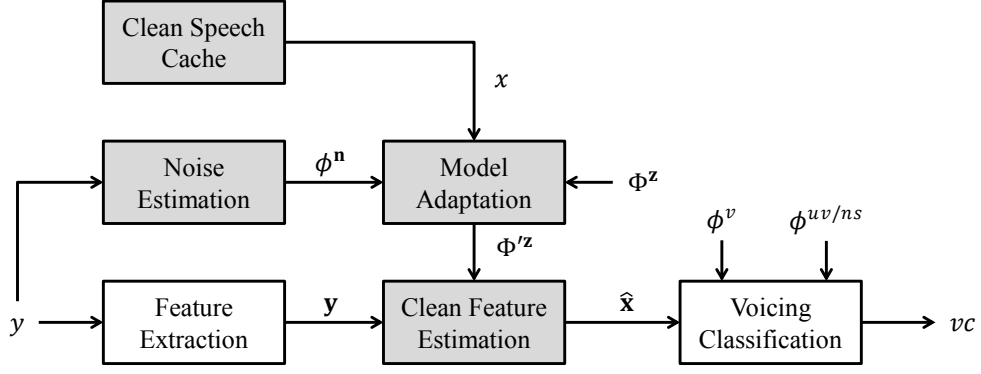 Clean Speech
Cache
x
Noise
Estimation
ϕⁿ
Model
Adaptation
Φᶻ
Φ′ᶻ
ϕᵛ
ϕᵘᵛ/ⁿˢ
y
Feature
Extraction
y
Clean Feature
Estimation
x̂
Voicing
Classification
vc